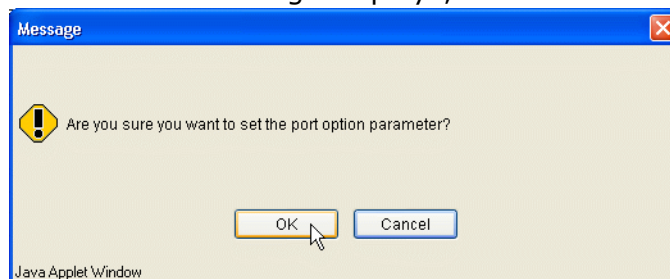 Message
Are you sure you want to set the port option parameter?
OK Cancel
Java Applet Window